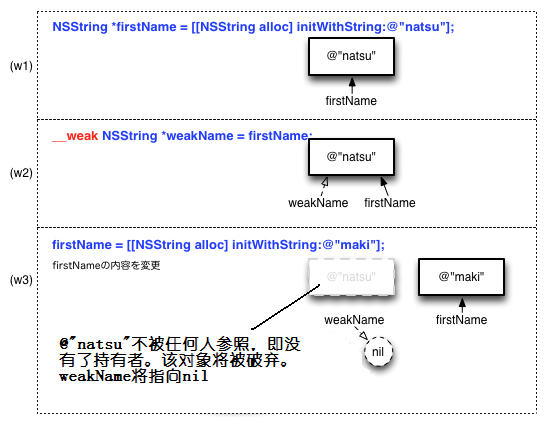 NSString *firstName = [[NSString alloc] initWithString:@"natsu"];
(w1)
@"natsu"
firstName
__weak NSString *weakName = firstName;
(w2)
@"natsu"
weakName
firstName
firstName = [[NSString alloc] initWithString:@"maki"];
(w3)
firstNameの内容を変更
@"natsu"
@"maki"
weakName
firstName
nil
@"natsu"不被任何人参照，即没
有了持有者。该对象将被破弃。
weakName将指向nil